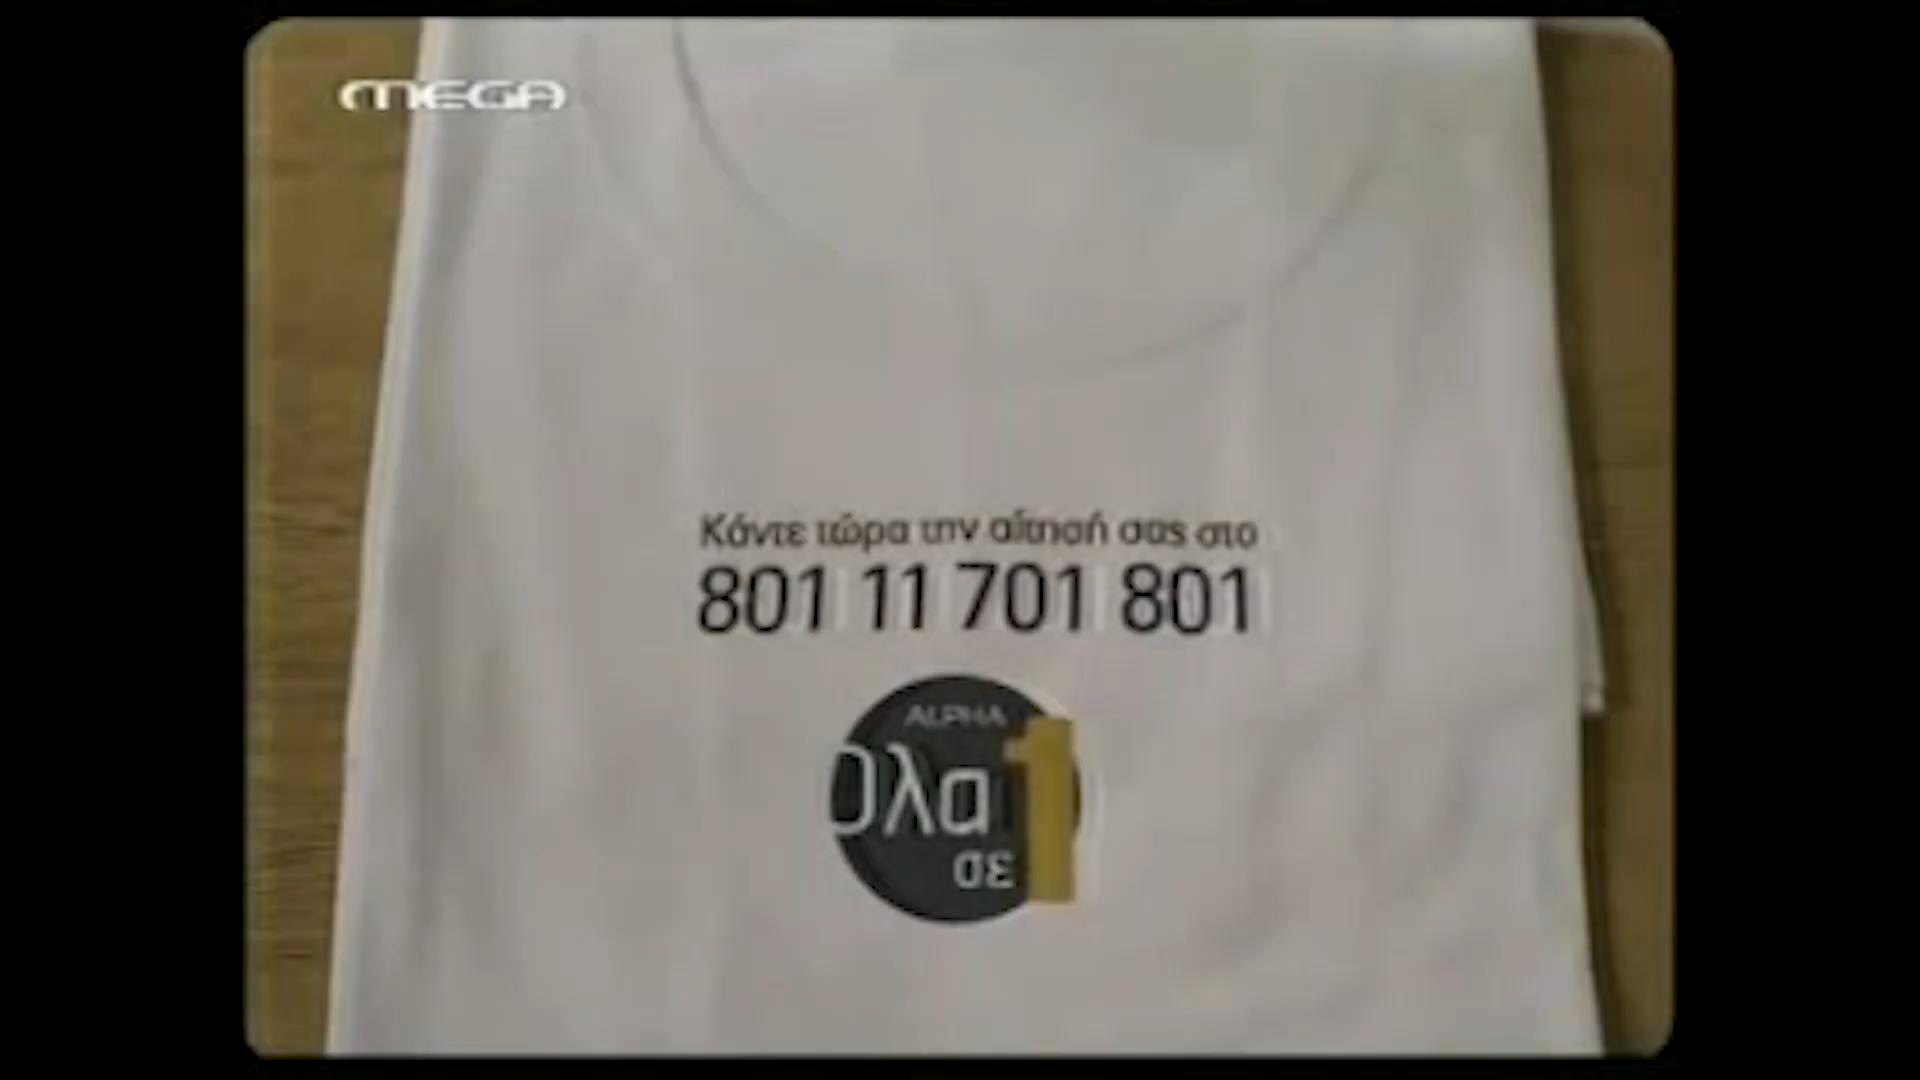 MEGA
Κάντε τώρα την αίτησή σας στο
801 11 701 801
ALPHA
Όλα
σε 1